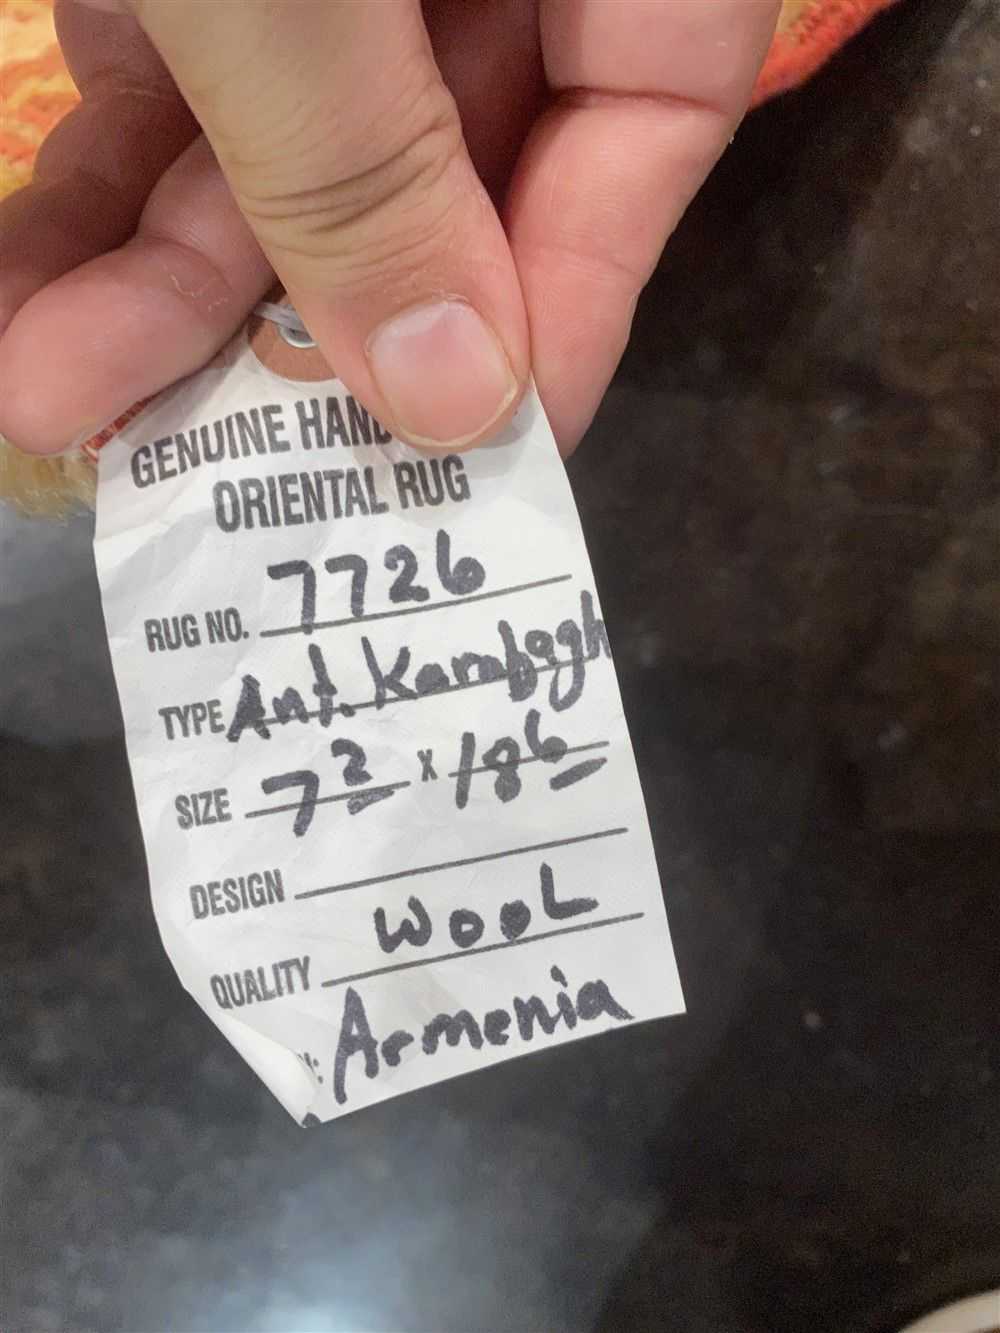 GENUINE HAND
ORIENTAL RUG
RUG NO. 7726
TYPE Ant. Karabagh
SIZE 7² x 18⁶
DESIGN
QUALITY WOOL
Armenia